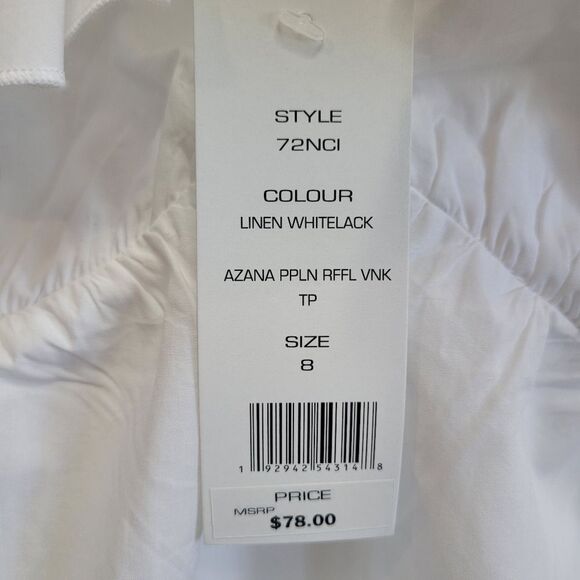 STYLE
72NCI
COLOUR
LINEN WHITELACK
AZANA PPLN RFFL VNK
TP
SIZE
8
1 92942 54314 8
PRICE
MSRP
$78.00